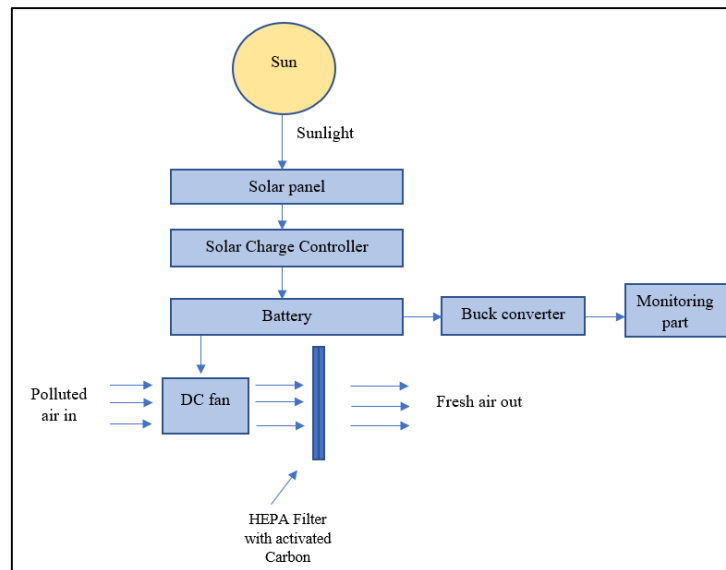 Sun
Sunlight
Solar panel
Solar Charge Controller
Battery
Buck converter
Monitoring
part
Polluted
air in
DC fan
Fresh air out
HEPA Filter
with activated
Carbon